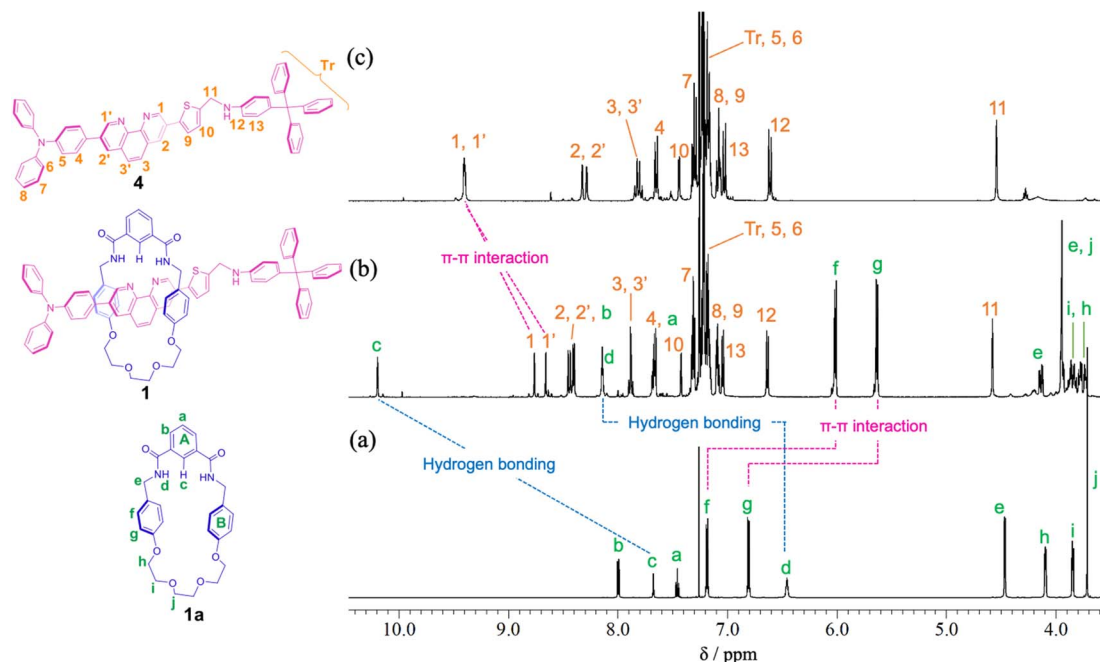 Tr
11
S
1'
1
N
N
N
N
H
12
13
10
9
5
4
2'
2
3'
3
6
7
8
4
O
O
NH
H
HN
N
N
N
S
N
H
O
O
O
O
1
a
b
A
O
O
NH
H
HN
d
c
e
f
B
g
O
O
h
O
O
i
j
1a
(c)
Tr, 5, 6
7
8, 9
3, 3'
4
1, 1'
2, 2'
10
13
12
11
π-π interaction
(b)
Tr, 5, 6
f
g
e, j
7
3, 3'
8, 9
2, 2', b
4, a
i, h
c
1
1'
d
10
13
12
11
e
Hydrogen bonding
π-π interaction
Hydrogen bonding
(a)
f
g
j
b
c
a
d
e
h
i
10.0 9.0 8.0 7.0 6.0 5.0 4.0
δ / ppm